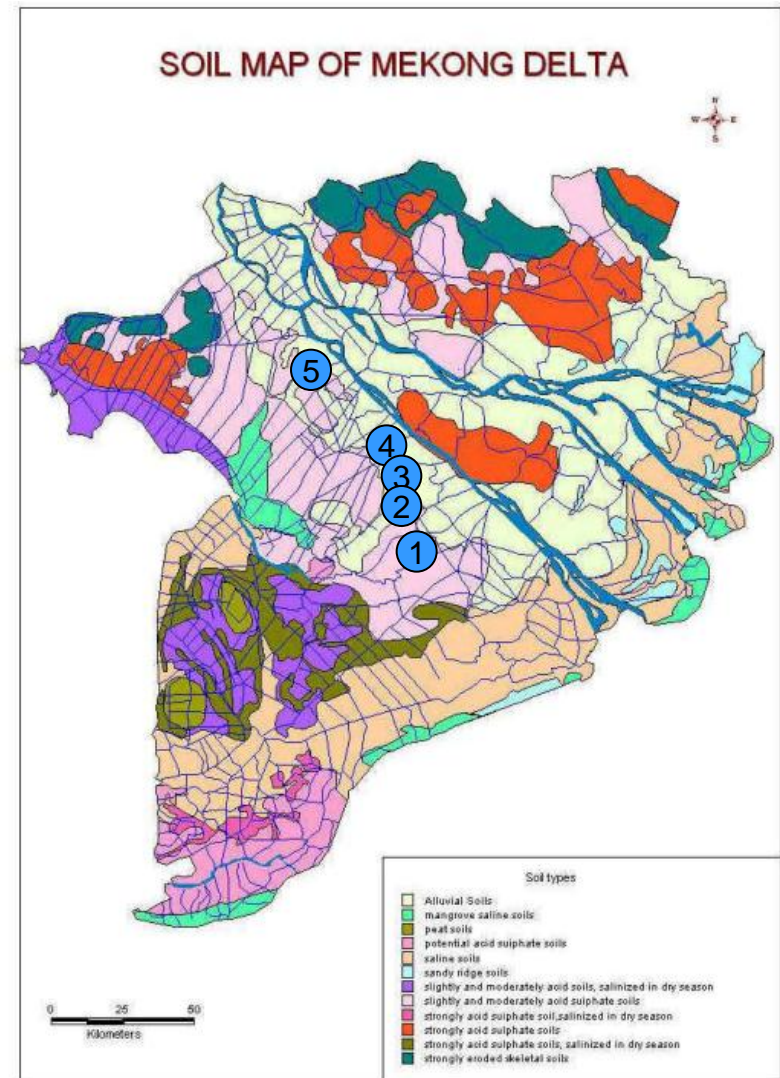 SOIL MAP OF MEKONG DELTA
N
W E
S
5
4
3
2
1
Soil types
Alluvial Soils
mangrove saline soils
peat soils
potential acid sulphate soils
saline soils
sandy ridge soils
slightly and moderately acid soils, salinized in dry season
slightly and moderately acid sulphate soils
strongly acid sulphate soil,salinized in dry season
strongly acid sulphate soils
strongly acid sulphate soils, salinized in dry season
strongly eroded skeletal soils
0 25 50
Kilometers